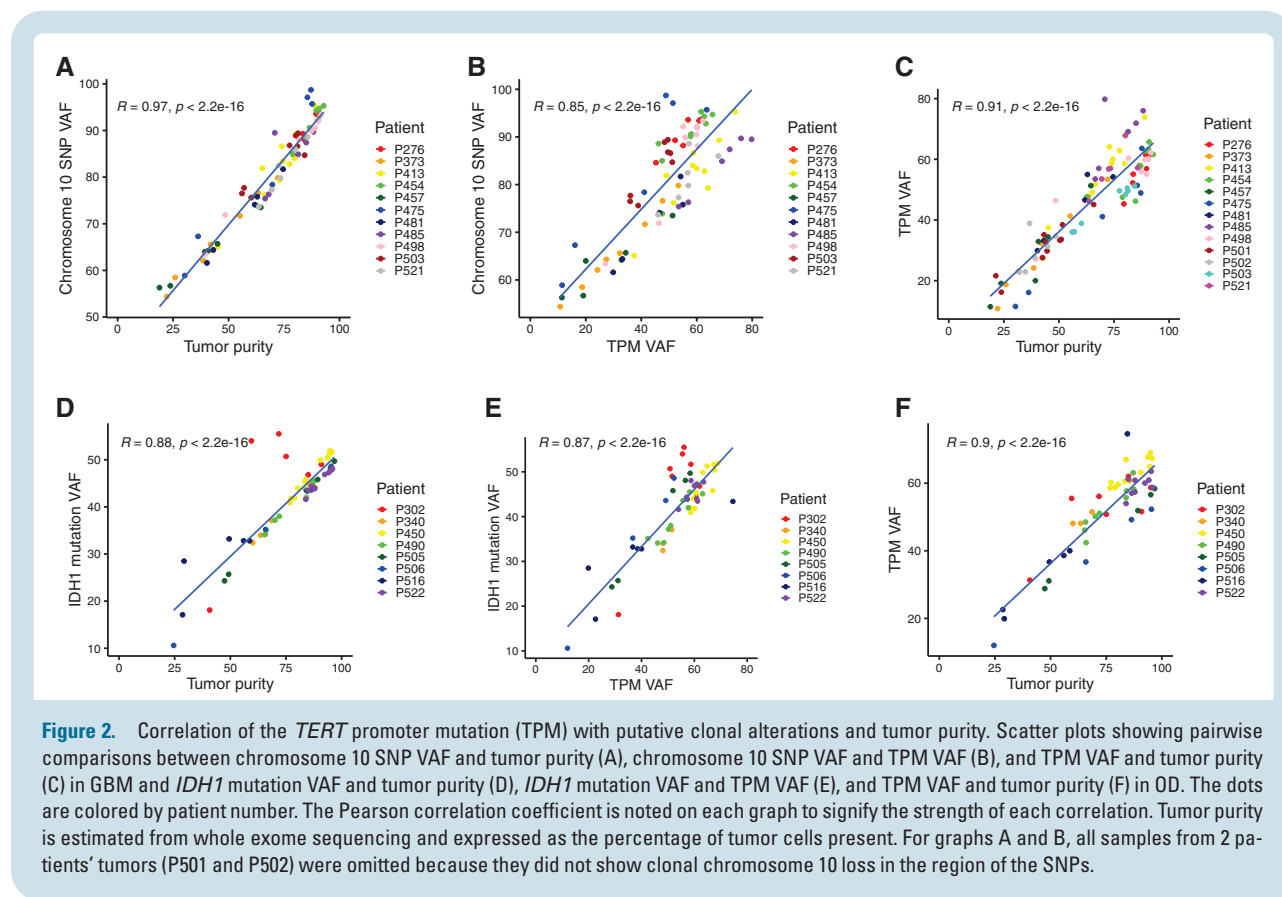 A
R = 0.97, p < 2.2e-16
Chromosome 10 SNP VAF
100
90
80
70
60
50
0
25
50
75
100
Tumor purity
Patient
P276
P373
P413
P454
P457
P475
P481
P485
P498
P503
P521
B
R = 0.85, p < 2.2e-16
Chromosome 10 SNP VAF
100
90
80
70
60
0
20
40
60
80
TPM VAF
Patient
P276
P373
P413
P454
P457
P475
P481
P485
P498
P503
P521
C
R = 0.91, p < 2.2e-16
TPM VAF
80
60
40
20
0
25
50
75
100
Tumor purity
Patient
P276
P373
P413
P454
P457
P475
P481
P485
P498
P501
P502
P503
P521
D
R = 0.88, p < 2.2e-16
IDH1 mutation VAF
50
40
30
20
10
0
25
50
75
100
Tumor purity
Patient
P302
P340
P450
P490
P505
P506
P516
P522
E
R = 0.87, p < 2.2e-16
IDH1 mutation VAF
50
40
30
20
10
0
20
40
60
80
TPM VAF
Patient
P302
P340
P450
P490
P505
P506
P516
P522
F
R = 0.9, p < 2.2e-16
TPM VAF
80
60
40
20
0
25
50
75
100
Tumor purity
Patient
P302
P340
P450
P490
P505
P506
P516
P522
Figure 2. Correlation of the TERT promoter mutation (TPM) with putative clonal alterations and tumor purity. Scatter plots showing pairwise
comparisons between chromosome 10 SNP VAF and tumor purity (A), chromosome 10 SNP VAF and TPM VAF (B), and TPM VAF and tumor purity
(C) in GBM and IDH1 mutation VAF and tumor purity (D), IDH1 mutation VAF and TPM VAF (E), and TPM VAF and tumor purity (F) in OD. The dots
are colored by patient number. The Pearson correlation coefficient is noted on each graph to signify the strength of each correlation. Tumor purity
is estimated from whole exome sequencing and expressed as the percentage of tumor cells present. For graphs A and B, all samples from 2 pa-
tients' tumors (P501 and P502) were omitted because they did not show clonal chromosome 10 loss in the region of the SNPs.